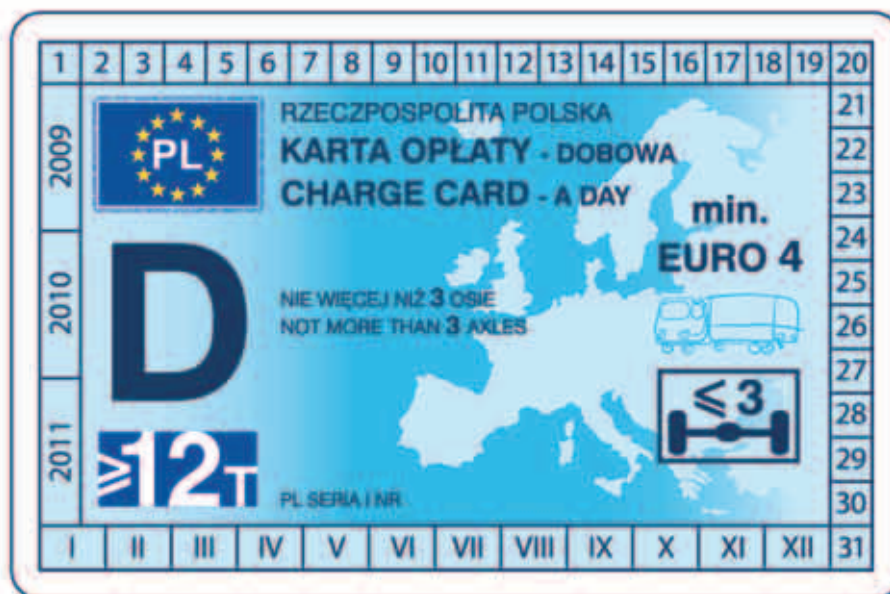 1 2 3 4 5 6 7 8 9 10 11 12 13 14 15 16 17 18 19 20
2009
2010
2011
PL
RZECZPOSPOLITA POLSKA
KARTA OPŁATY - DOBOWA
CHARGE CARD - A DAY
min.
EURO 4
D
NIE WIĘCEJ NIŻ 3 OSIE
NOT MORE THAN 3 AXLES
≤ 3
≥12T
PL SERIA I NR
21
22
23
24
25
26
27
28
29
30
I II III IV V VI VII VIII IX X XI XII 31